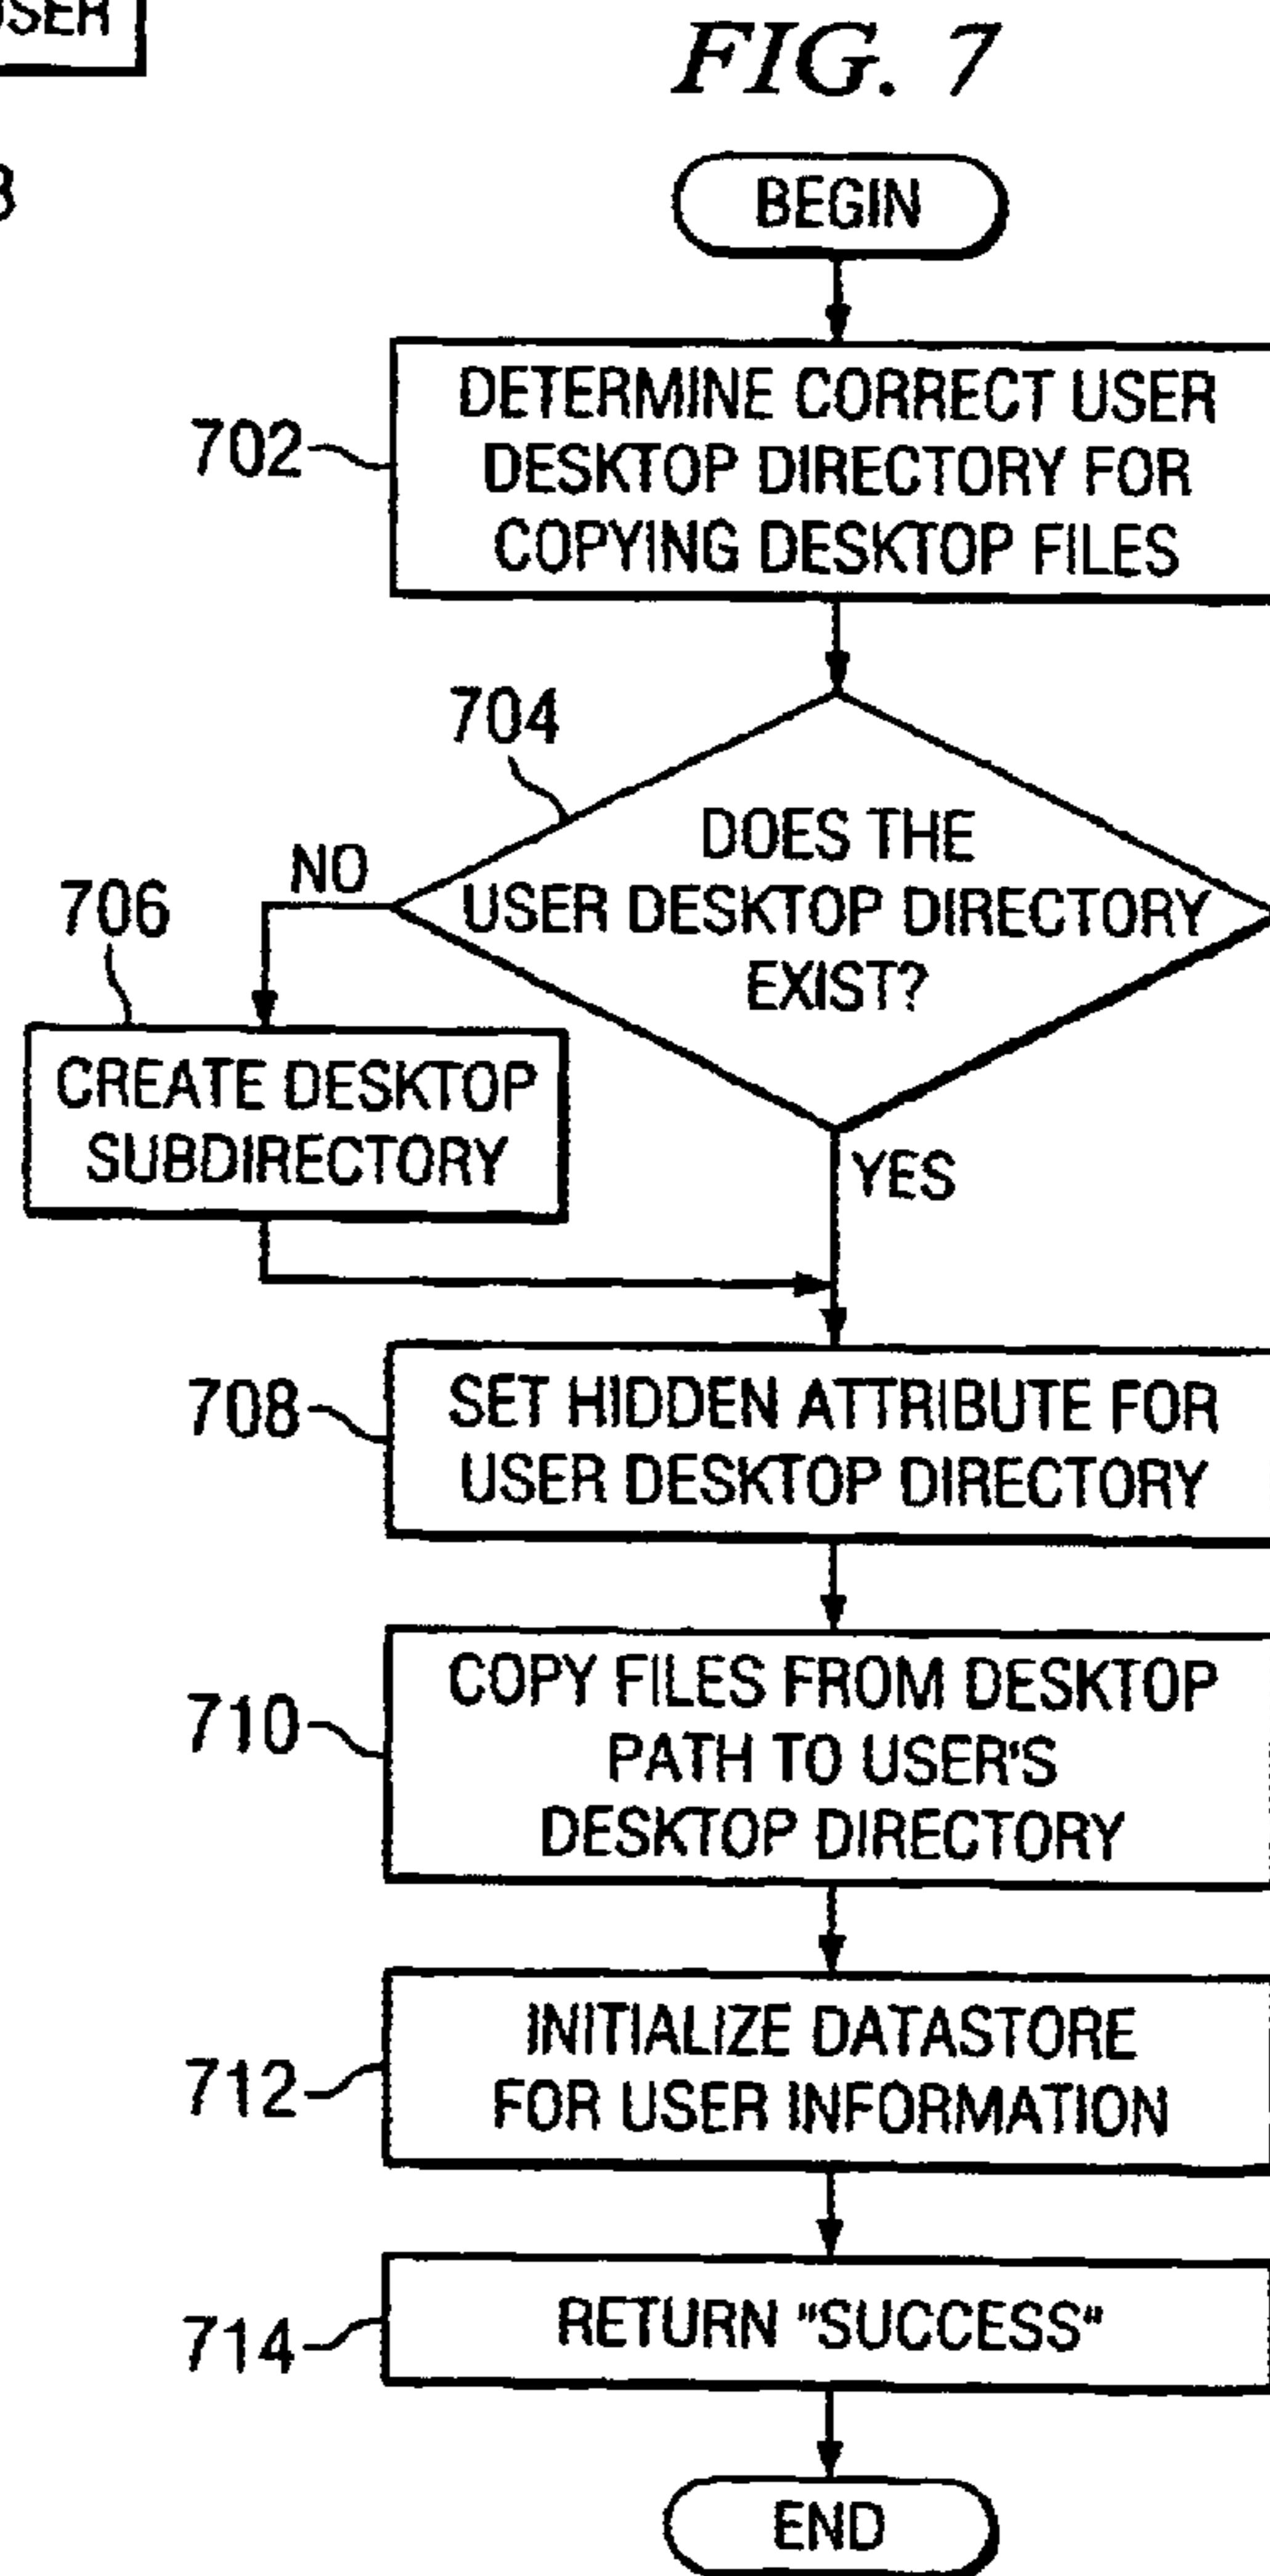 FIG. 7
BEGIN
702
DETERMINE CORRECT USER
DESKTOP DIRECTORY FOR
COPYING DESKTOP FILES
704
DOES THE
USER DESKTOP DIRECTORY
EXIST?
NO
YES
706
CREATE DESKTOP
SUBDIRECTORY
708
SET HIDDEN ATTRIBUTE FOR
USER DESKTOP DIRECTORY
710
COPY FILES FROM DESKTOP
PATH TO USER'S
DESKTOP DIRECTORY
712
INITIALIZE DATASTORE
FOR USER INFORMATION
714
RETURN "SUCCESS"
END